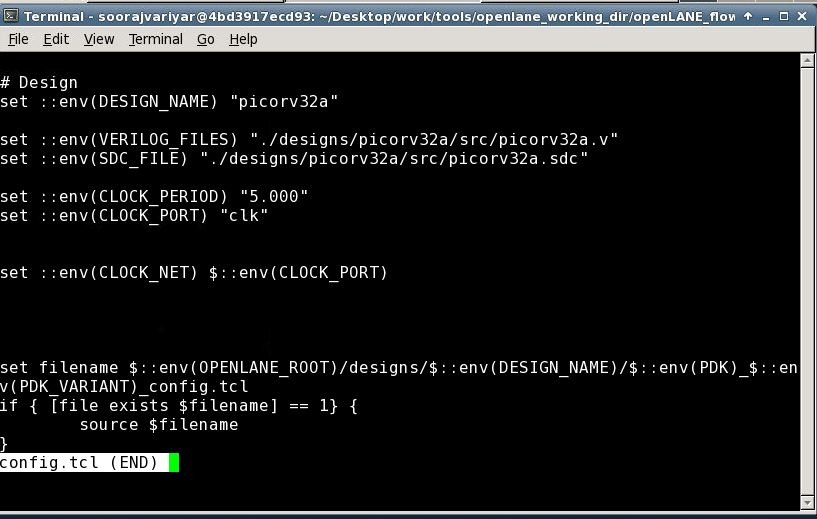 Terminal - soorajvariyar@4bd3917ecd93: ~/Desktop/work/tools/openlane_working_dir/openLANE_flow
File Edit View Terminal Go Help
# Design
set ::env(DESIGN_NAME) "picorv32a"
set ::env(VERILOG_FILES) "./designs/picorv32a/src/picorv32a.v"
set ::env(SDC_FILE) "./designs/picorv32a/src/picorv32a.sdc"
set ::env(CLOCK_PERIOD) "5.000"
set ::env(CLOCK_PORT) "clk"
set ::env(CLOCK_NET) $::env(CLOCK_PORT)
set filename $::env(OPENLANE_ROOT)/designs/$::env(DESIGN_NAME)/$::env(PDK)_$::en
v(PDK_VARIANT)_config.tcl
if { [file exists $filename] == 1} {
        source $filename
}
config.tcl (END)